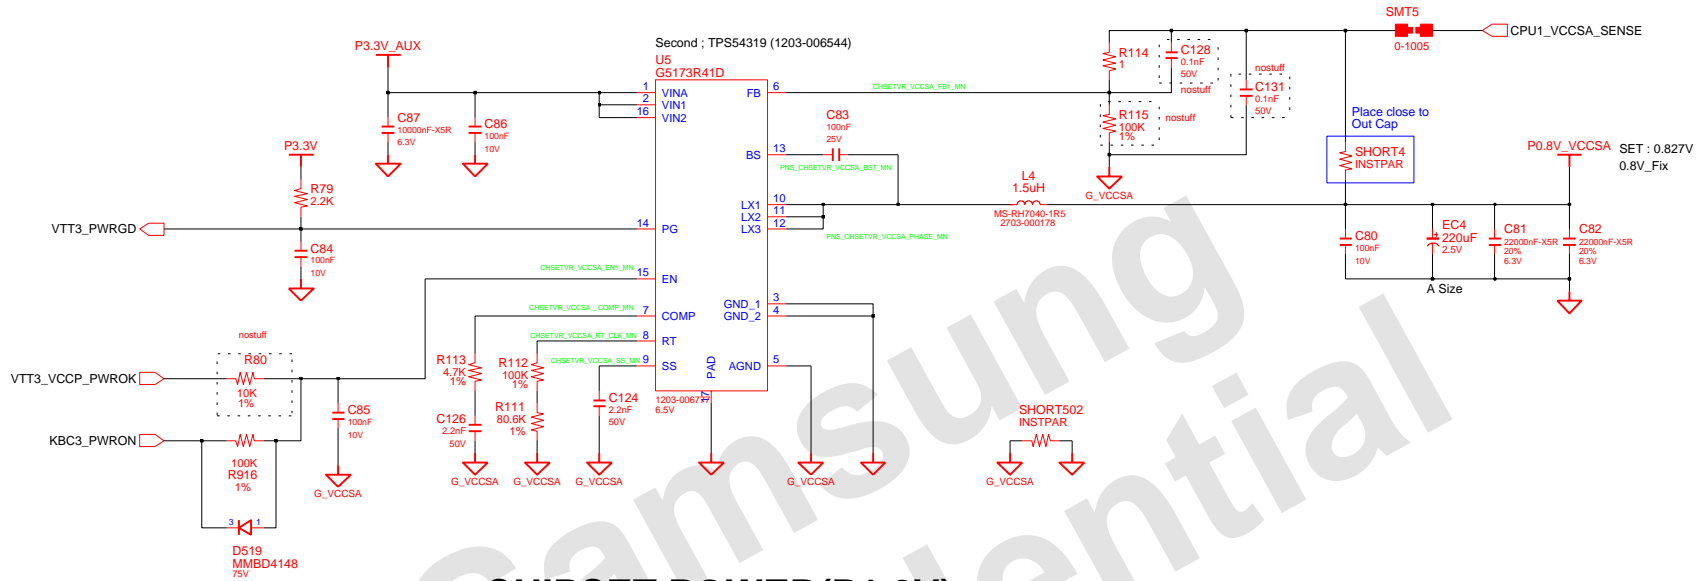 SMT5
0-1005
CPU1_VCCSA_SENSE
Second ; TPS54319 (1203-006544)
U5
G5173R41D
P3.3V_AUX
1 VINA
2 VIN1
16 VIN2
FB 6
BS 13
LX1 10
LX2 11
LX3 12
14 PG
15 EN
7 COMP
8 RT
9 SS
GND_1 3
GND_2 4
AGND 5
PAD
6.5V
CHSETVR_VCCSA_FB1_MN
R114
1
C128
0.1nF
50V
nostuff
nostuff
C131
0.1nF
50V
R115
100K
1%
nostuff
G_VCCSA
Place close to
Out Cap
SHORT4
INSTPAR
P0.8V_VCCSA
SET : 0.827V
0.8V_Fix
C87
10000nF-X5R
6.3V
C86
100nF
10V
C83
100nF
25V
PNS_CHSETVR_VCCSA_BST_MN
P3.3V
R79
2.2K
L4
1.5uH
MS-RH7040-1R5
2703-000178
PNS_CHSETVR_VCCSA_PHASE_MN
VTT3_PWRGD
C84
100nF
10V
C80
100nF
10V
EC4
220uF
2.5V
A Size
C81
22000nF-X5R
20%
6.3V
C82
22000nF-X5R
20%
6.3V
CHSETVR_VCCSA_EN1_MN
CHSETVR_VCCSA__COMP_MN
CHSETVR_VCCSA_RT_CLK_MN
CHSETVR_VCCSA_SS_MN
nostuff
R80
10K
1%
VTT3_VCCP_PWROK
KBC3_PWRON
100K
R916
1%
C85
100nF
10V
G_VCCSA
3 1
D519
MMBD4148
75V
R113
4.7K
1%
C126
2.2nF
50V
G_VCCSA
R112
100K
1%
R111
80.6K
1%
G_VCCSA
C124
2.2nF
50V
G_VCCSA
G_VCCSA
SHORT502
INSTPAR
G_VCCSA
Samsung